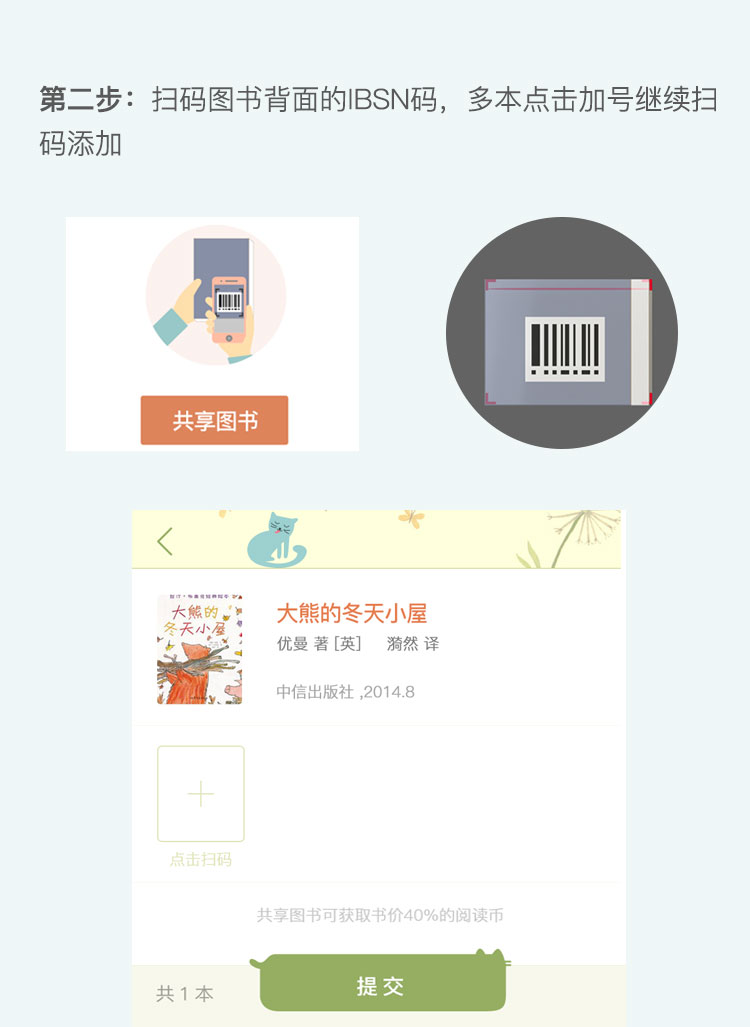 第二步：扫码图书背面的IBSN码，多本点击加号继续扫
码添加
共享图书
大熊的
冬天小屋
大熊的冬天小屋
优曼 著 [英] 漪然 译
中信出版社 ,2014.8
点击扫码
共享图书可获取书价40%的阅读币
共 1 本
提 交